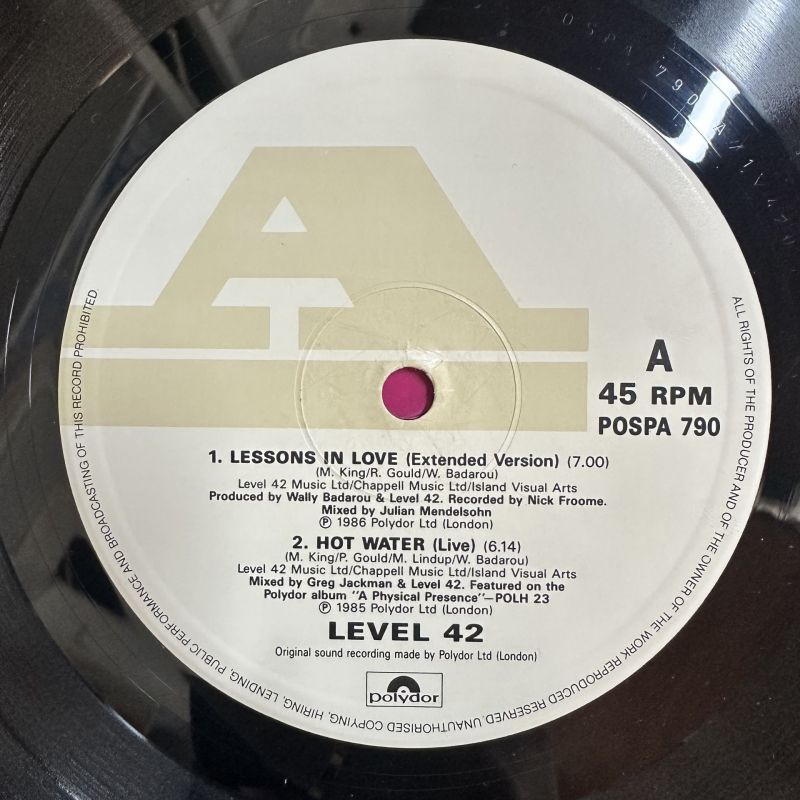 A
A
45 RPM
POSPA 790
1. LESSONS IN LOVE (Extended Version) (7.00)
(M. King/R. Gould/W. Badarou)
Level 42 Music Ltd/Chappell Music Ltd/Island Visual Arts
Produced by Wally Badarou & Level 42. Recorded by Nick Froome.
Mixed by Julian Mendelsohn
℗ 1986 Polydor Ltd (London)
2. HOT WATER (Live) (6.14)
(M. King/P. Gould/M. Lindup/W. Badarou)
Level 42 Music Ltd/Chappell Music Ltd/Island Visual Arts
Mixed by Greg Jackman & Level 42. Featured on the
Polydor album "A Physical Presence"–POLH 23
℗ 1985 Polydor Ltd (London)
LEVEL 42
Original sound recording made by Polydor Ltd (London)
polydor
ALL RIGHTS OF THE PRODUCER AND OF THE OWNER OF THE WORK REPRODUCED RESERVED. UNAUTHORISED COPYING, HIRING, LENDING, PUBLIC PERFORMANCE AND BROADCASTING OF THIS RECORD PROHIBITED.